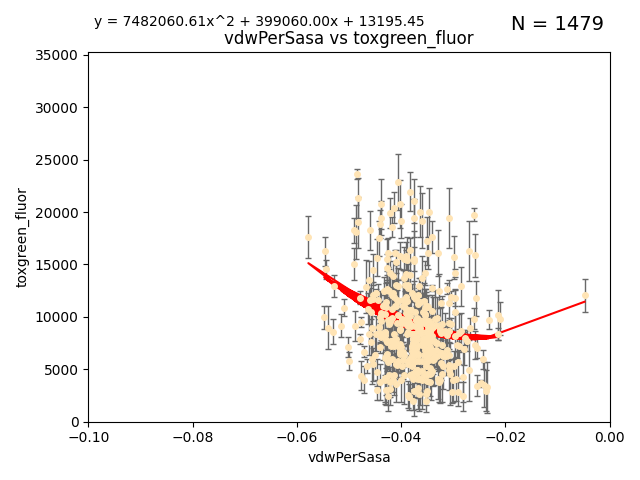 y = 7482060.61x^2 + 399060.00x + 13195.45
N = 1479
vdwPerSasa vs toxgreen_fluor
35000
30000
25000
20000
15000
10000
5000
0
toxgreen_fluor
−0.10
−0.08
−0.06
−0.04
−0.02
0.00
vdwPerSasa